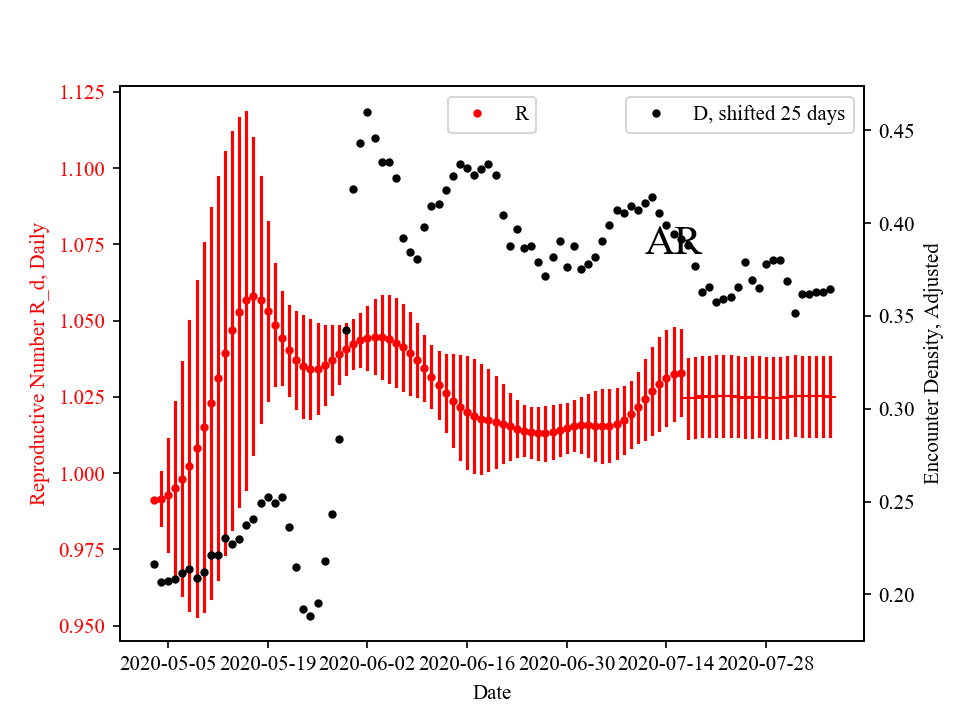 R
D, shifted 25 days
AR
Reproductive Number R_d, Daily
1.125
1.100
1.075
1.050
1.025
1.000
0.975
0.950
0.45
0.40
0.35
0.30
0.25
0.20
Encounter Density, Adjusted
2020-05-05 2020-05-19 2020-06-02 2020-06-16 2020-06-30 2020-07-14 2020-07-28
Date